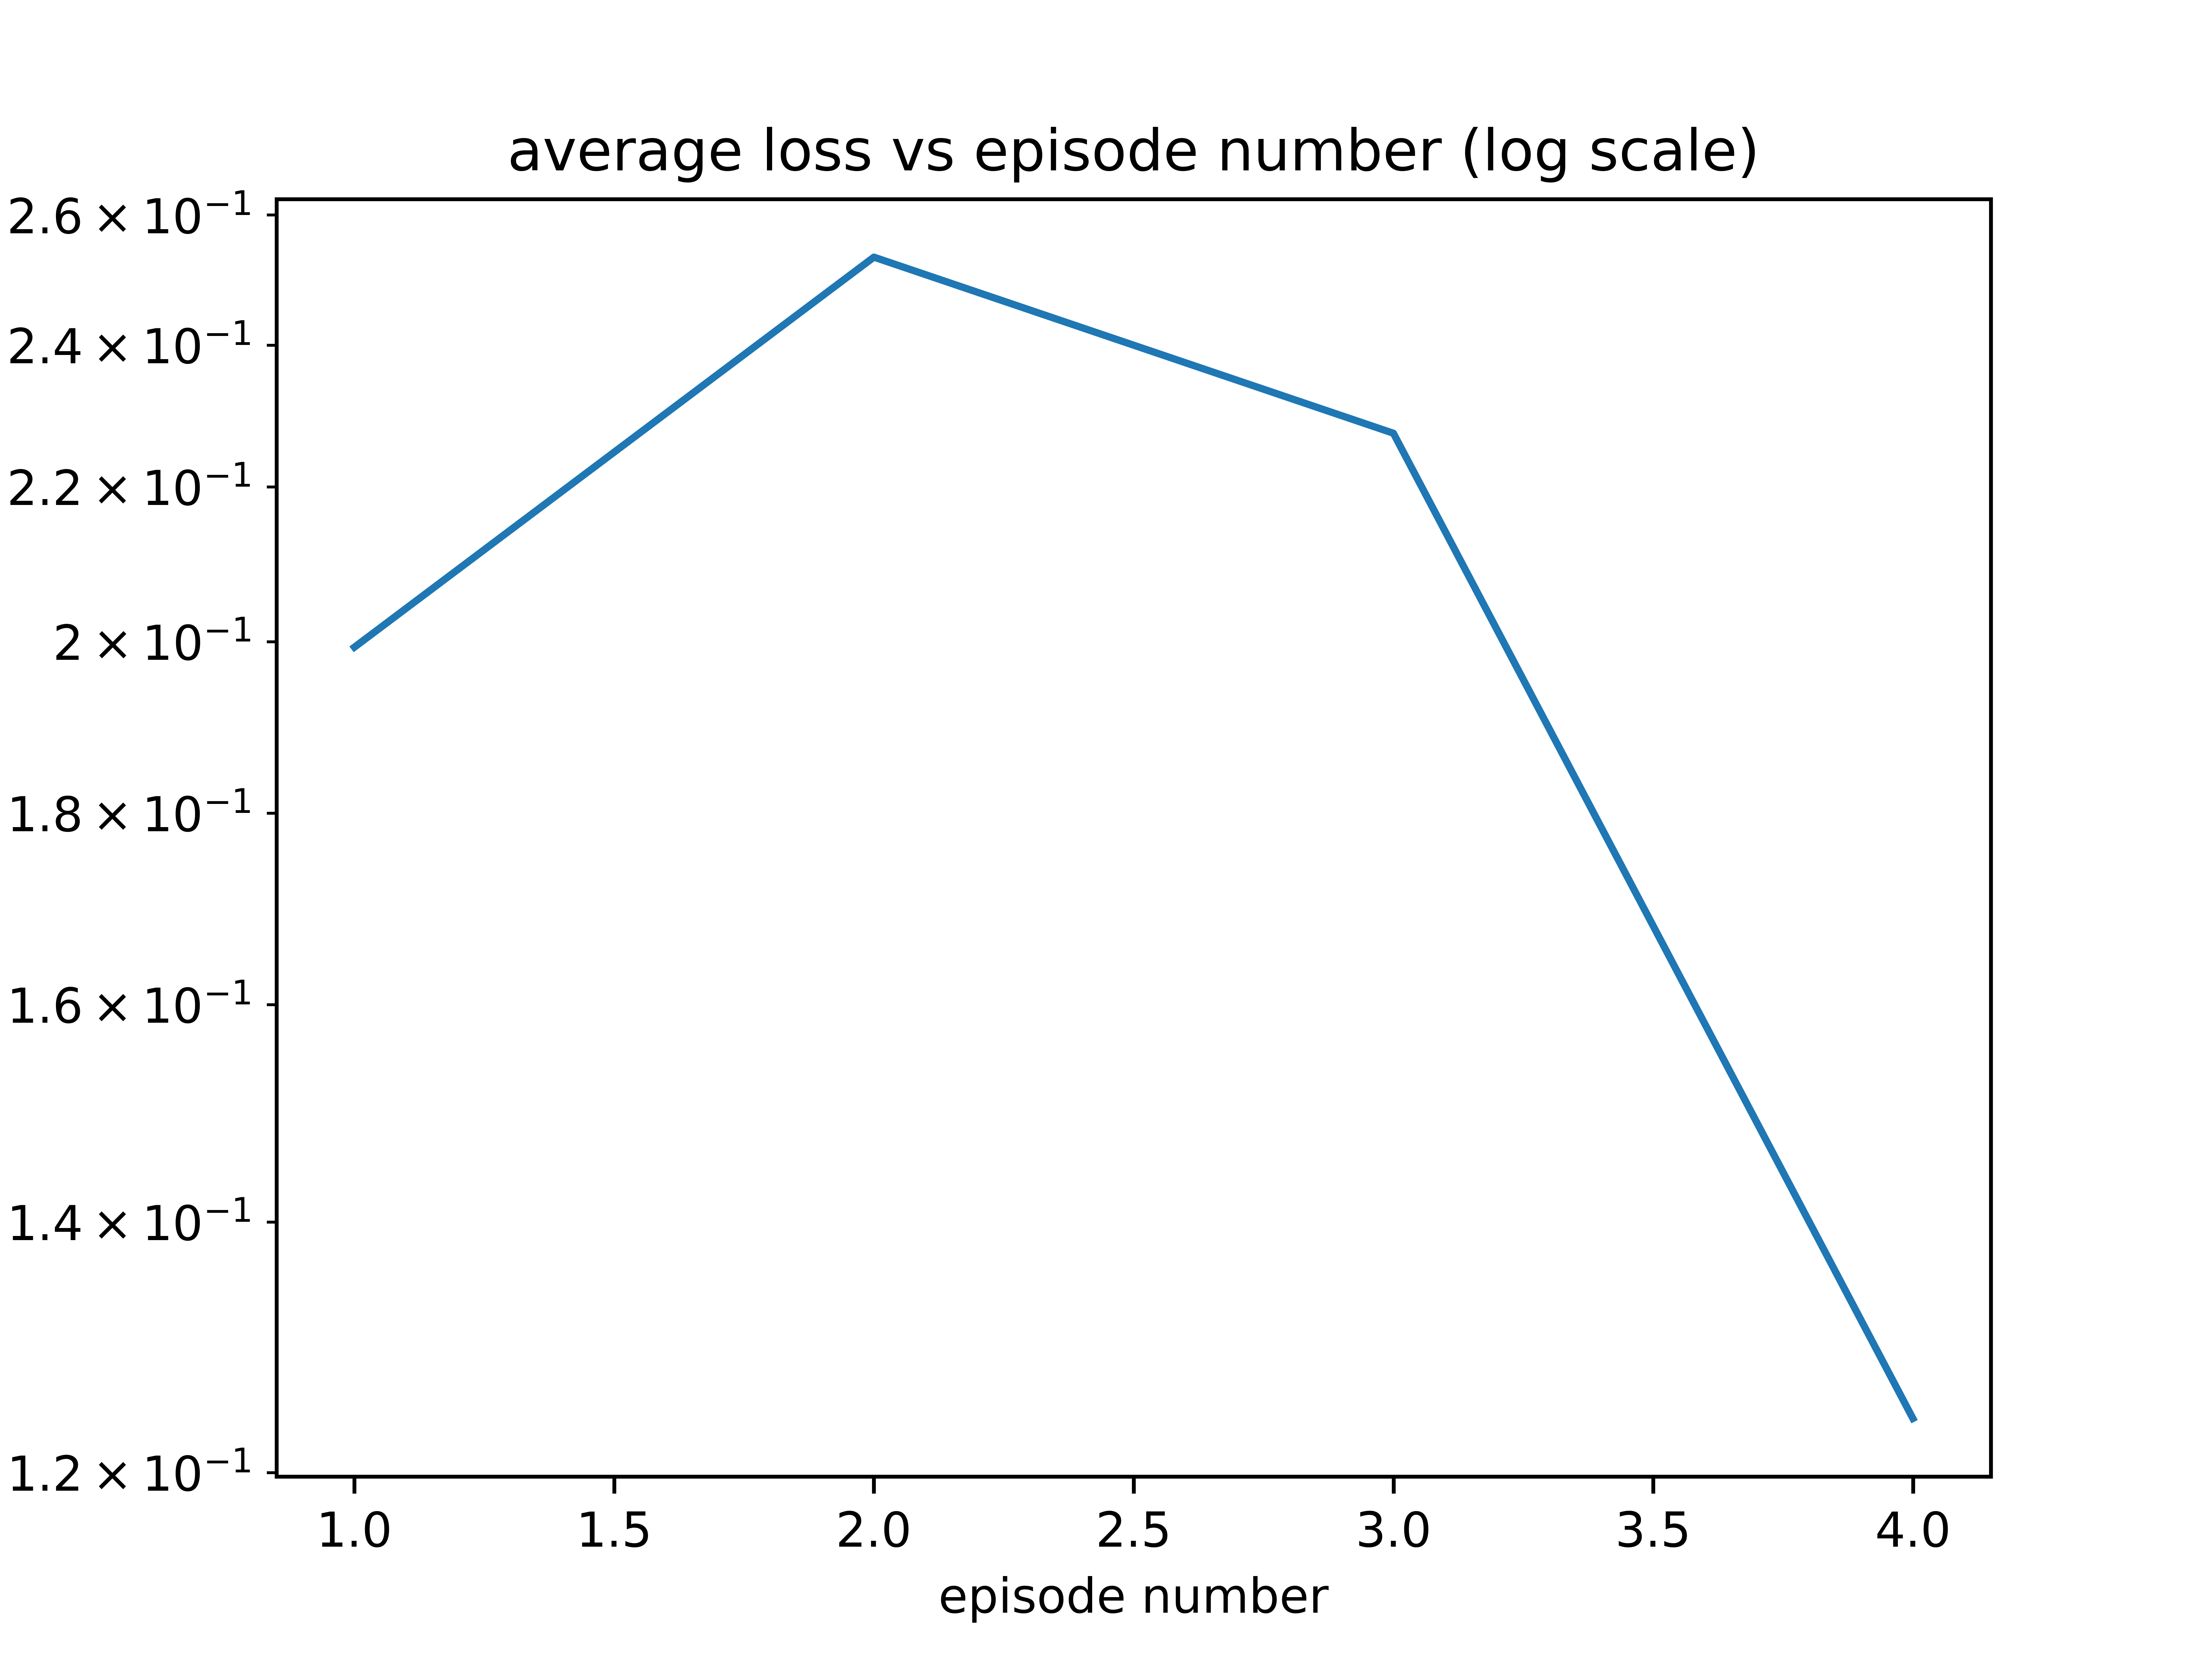 average loss vs episode number (log scale)
2.6 × 10⁻¹
2.4 × 10⁻¹
2.2 × 10⁻¹
2 × 10⁻¹
1.8 × 10⁻¹
1.6 × 10⁻¹
1.4 × 10⁻¹
1.2 × 10⁻¹
1.0 1.5 2.0 2.5 3.0 3.5 4.0
episode number